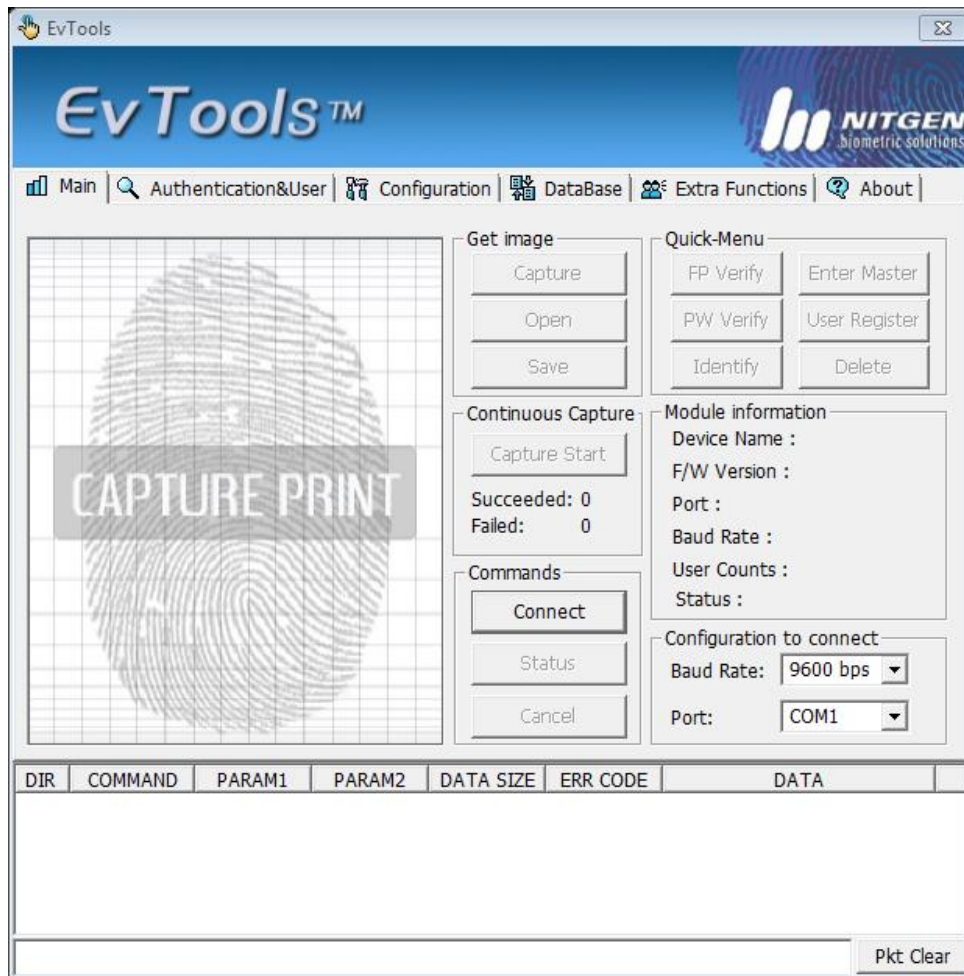 EvTools
EvTools™
NITGEN
biometric solutions
Main Authentication&User Configuration DataBase Extra Functions About
Get image
Capture
Open
Save
Quick-Menu
FP Verify Enter Master
PW Verify User Register
Identify Delete
CAPTURE PRINT
Continuous Capture
Capture Start
Succeeded: 0
Failed: 0
Module information
Device Name :
F/W Version :
Port :
Baud Rate :
User Counts :
Status :
Commands
Connect
Status
Cancel
Configuration to connect
Baud Rate: 9600 bps
Port: COM1
DIR COMMAND PARAM1 PARAM2 DATA SIZE ERR CODE DATA
Pkt Clear